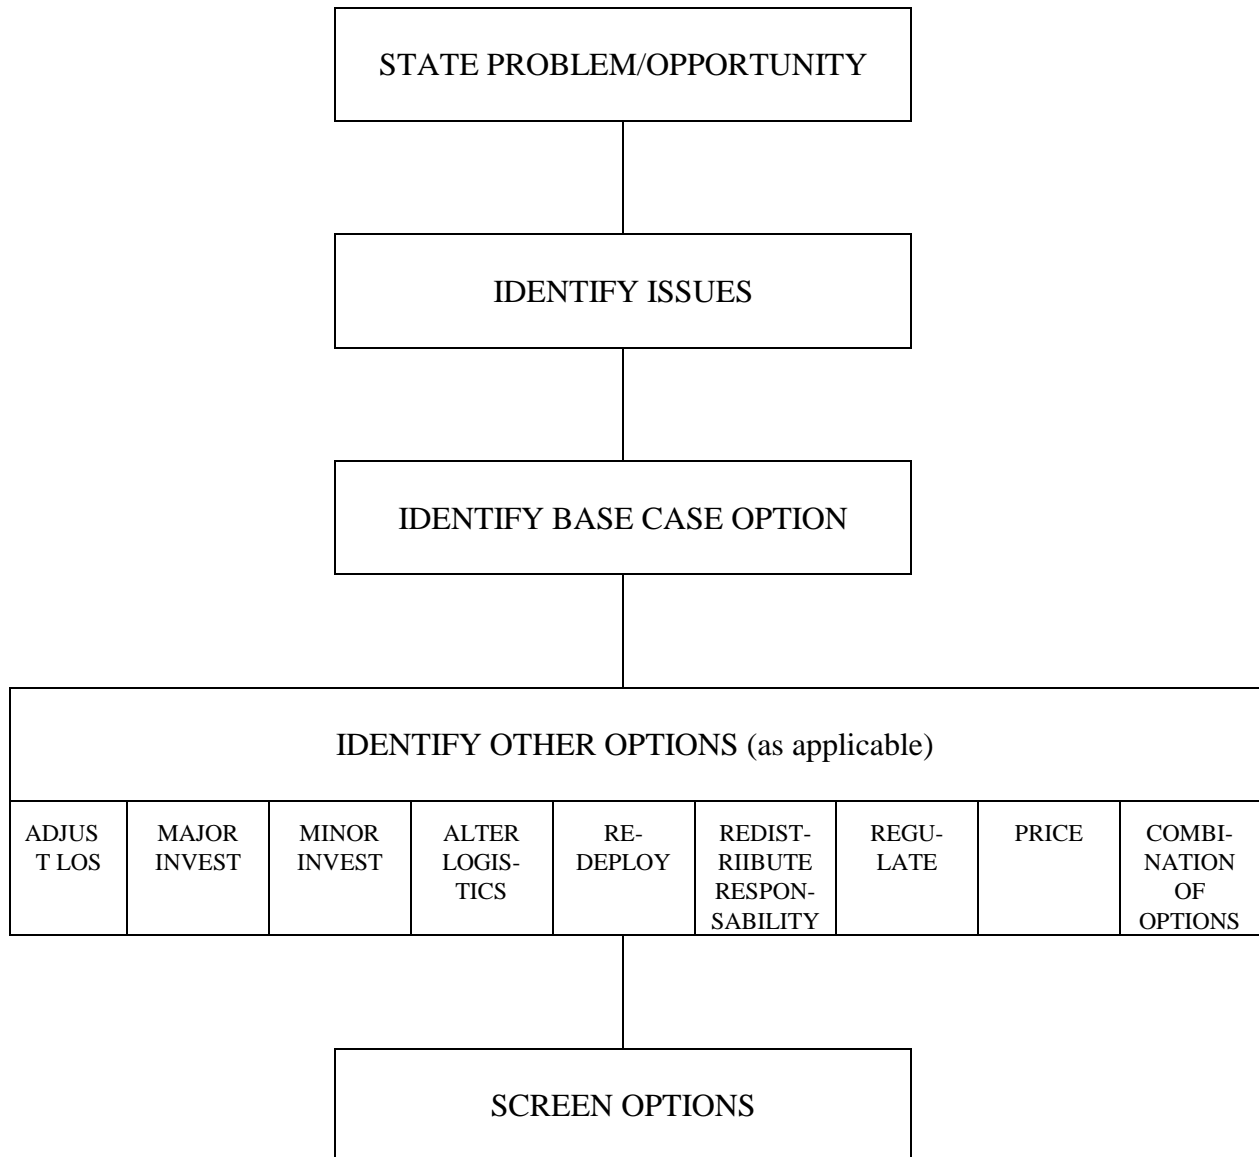 STATE PROBLEM/OPPORTUNITY
IDENTIFY ISSUES
IDENTIFY BASE CASE OPTION
IDENTIFY OTHER OPTIONS (as applicable)
ADJUS
T LOS
MAJOR
INVEST
MINOR
INVEST
ALTER
LOGIS-
TICS
RE-
DEPLOY
REDIST-
RIIBUTE
RESPON-
SABILITY
REGU-
LATE
PRICE
COMBI-
NATION
OF
OPTIONS
SCREEN OPTIONS